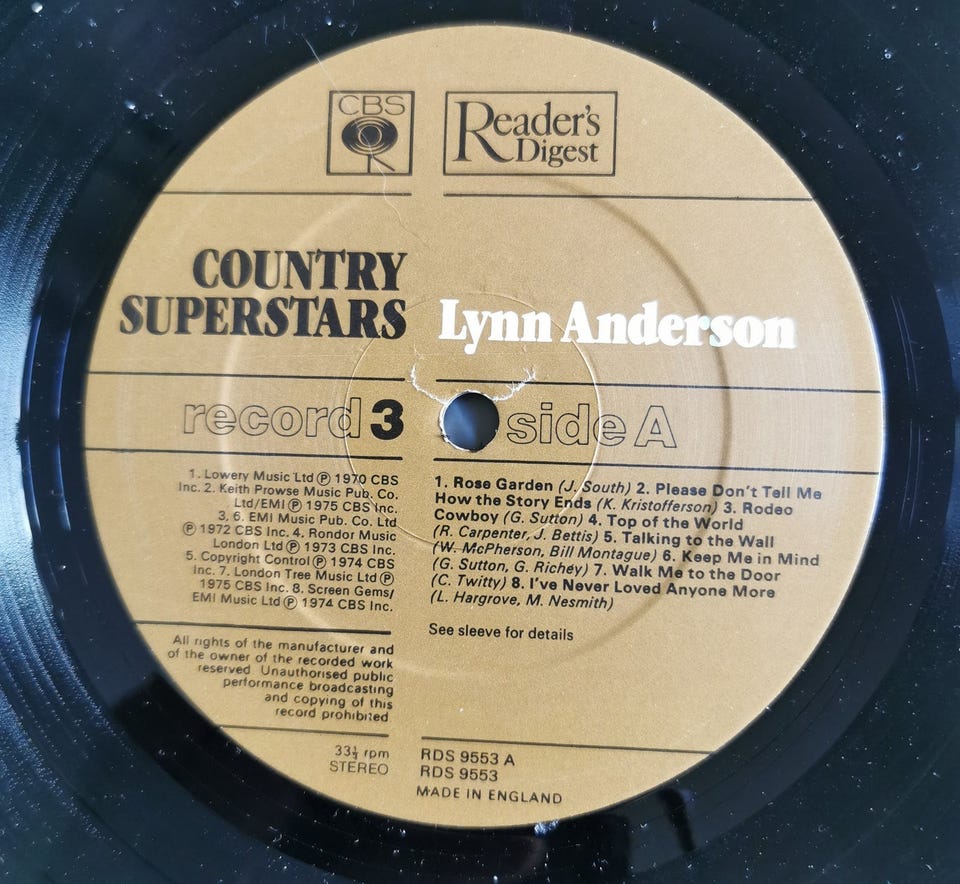 CBS
Reader's
Digest
COUNTRY
SUPERSTARS
Lynn Anderson
record 3
side A
1. Lowery Music Ltd ℗ 1970 CBS
Inc. 2. Keith Prowse Music Pub. Co.
Ltd/EMI ℗ 1975 CBS Inc.
3, 6. EMI Music Pub. Co. Ltd
℗ 1972 CBS Inc. 4. Rondor Music
London Ltd ℗ 1973 CBS Inc.
5. Copyright Control ℗ 1974 CBS
Inc. 7. London Tree Music Ltd ℗
1975 CBS Inc. 8. Screen Gems/
EMI Music Ltd ℗ 1974 CBS Inc.
1. Rose Garden (J. South) 2. Please Don't Tell Me
How the Story Ends (K. Kristofferson) 3. Rodeo
Cowboy (G. Sutton) 4. Top of the World
(R. Carpenter, J. Bettis) 5. Talking to the Wall
(W. McPherson, Bill Montague) 6. Keep Me in Mind
(G. Sutton, G. Richey) 7. Walk Me to the Door
(C. Twitty) 8. I've Never Loved Anyone More
(L. Hargrove, M. Nesmith)
See sleeve for details
All rights of the manufacturer and
of the owner of the recorded work
reserved Unauthorised public
performance broadcasting
and copying of this
record prohibited
33⅓ rpm
STEREO
RDS 9553 A
RDS 9553
MADE IN ENGLAND